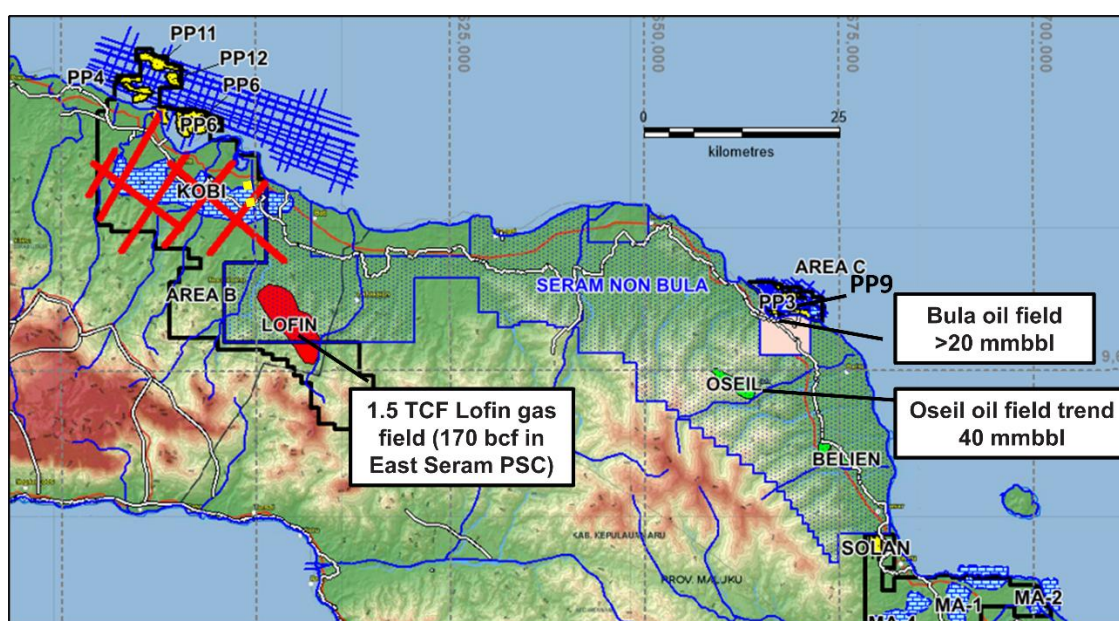 PP11
PP12
PP4
PP6
PP6
KOBI
525,000
550,000
575,000
700,000
0
25
kilometres
AREA B
LOFIN
SERAM NON BULA
AREA C
PP9
PP3
Bula oil field
>20 mmbbl
OSEIL
Oseil oil field trend
40 mmbbl
1.5 TCF Lofin gas
field (170 bcf in
East Seram PSC)
BELIEN
SOLAN
KAB. KEPULAUAN ARU
PROV. MALUKU
MA-1
MA-2